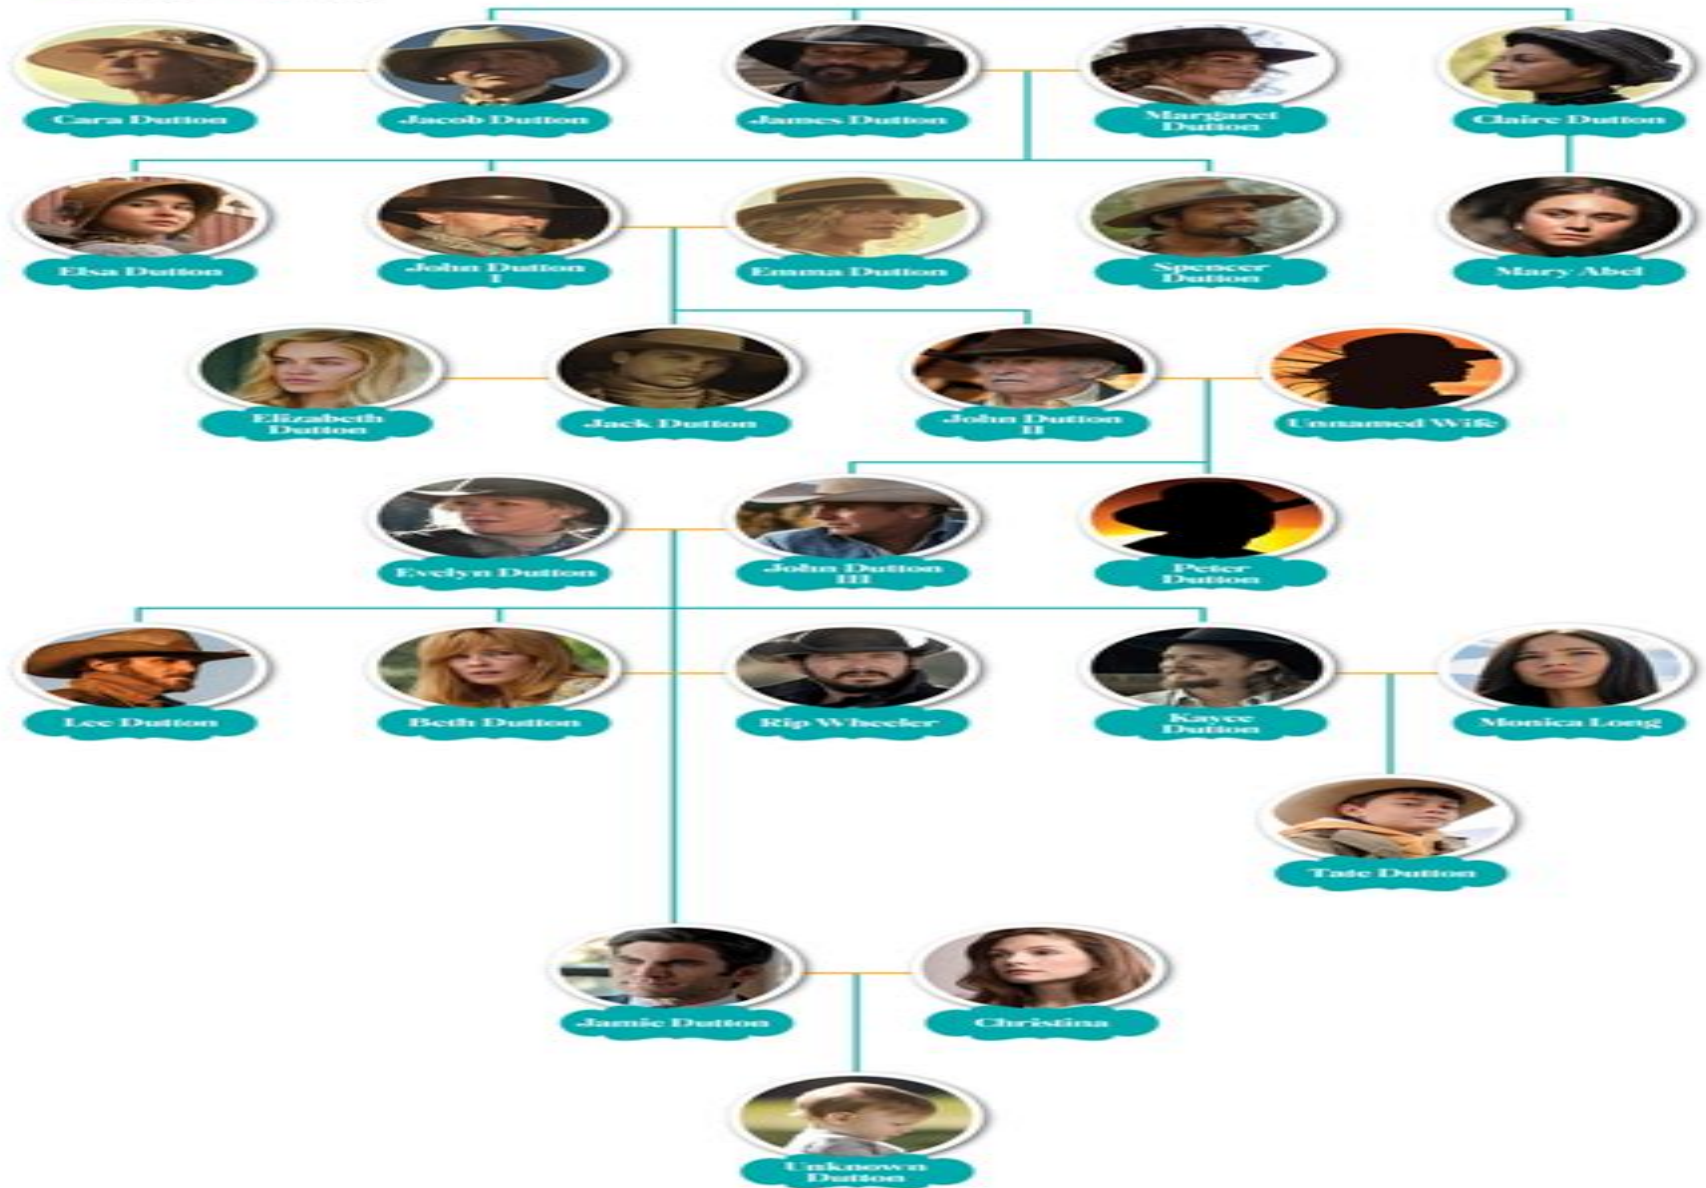 Cara Dutton
Jacob Dutton
James Dutton
Margaret
Dutton
Claire Dutton
Elsa Dutton
John Dutton
I
Emma Dutton
Spencer
Dutton
Mary Abel
Elizabeth
Dutton
Jack Dutton
John Dutton
II
Unnamed Wife
Evelyn Dutton
John Dutton
III
Peter
Dutton
Lee Dutton
Beth Dutton
Rip Wheeler
Kayce
Dutton
Monica Long
Tate Dutton
Jamie Dutton
Christina
Unknown
Dutton